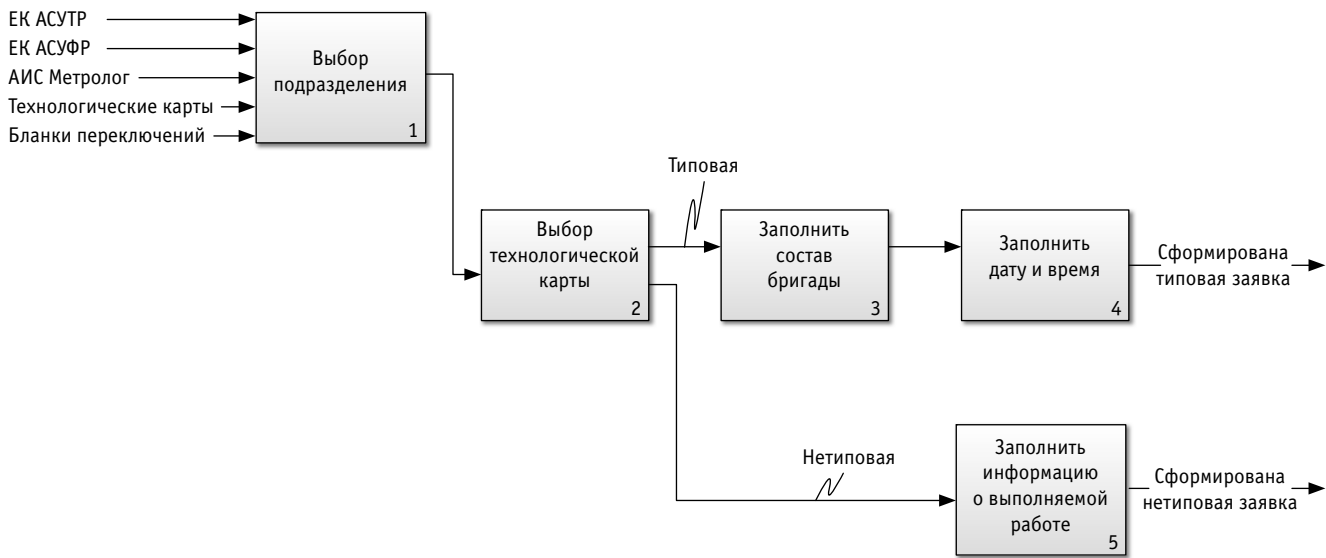 ЕК АСУТР
ЕК АСУФР
АИС Метролог
Технологические карты
Бланки переключений
Выбор
подразделения
1
Выбор
технологической
карты
2
Типовая
Заполнить
состав
бригады
3
Заполнить
дату и время
4
Сформирована
типовая заявка
Нетиповая
Заполнить
информацию
о выполняемой
работе
5
Сформирована
нетиповая заявка